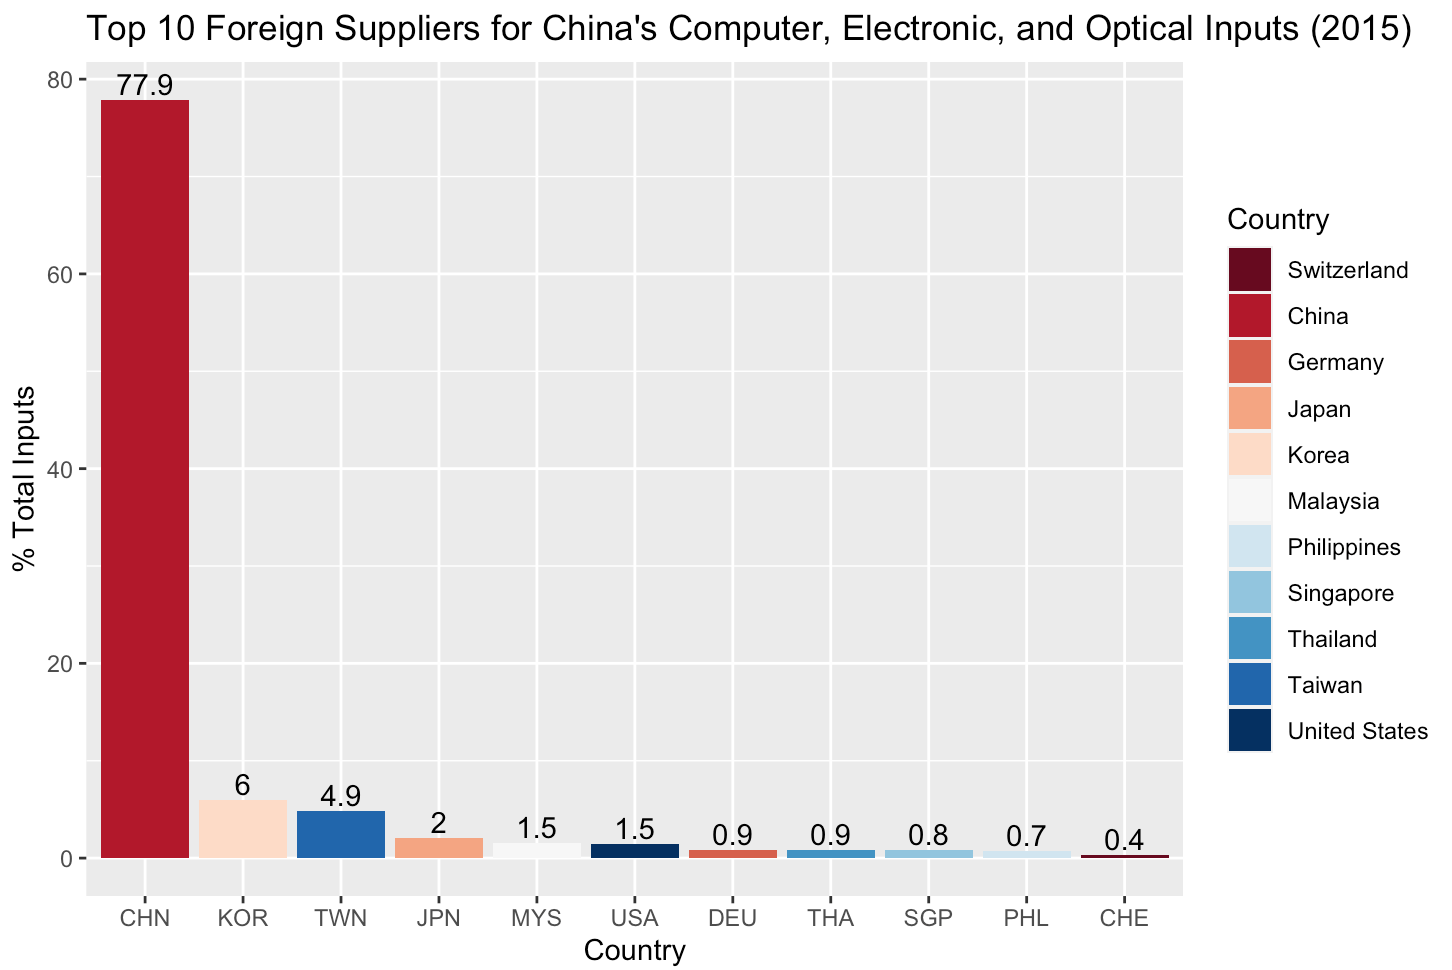 Top 10 Foreign Suppliers for China's Computer, Electronic, and Optical Inputs (2015)
% Total Inputs
80
60
40
20
0
77.9
6
4.9
2
1.5
1.5
0.9
0.9
0.8
0.7
0.4
CHN
KOR
TWN
JPN
MYS
USA
DEU
THA
SGP
PHL
CHE
Country
Country
Switzerland
China
Germany
Japan
Korea
Malaysia
Philippines
Singapore
Thailand
Taiwan
United States